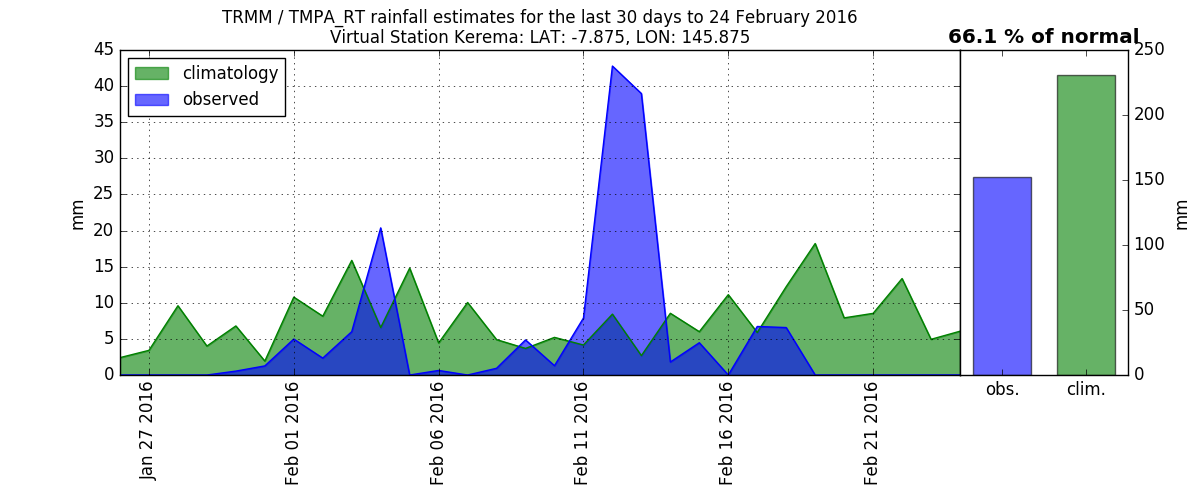 TRMM / TMPA_RT rainfall estimates for the last 30 days to 24 February 2016
Virtual Station Kerema: LAT: -7.875, LON: 145.875
66.1 % of normal
climatology
observed
mm
45
40
35
30
25
20
15
10
5
0
Jan 27 2016
Feb 01 2016
Feb 06 2016
Feb 11 2016
Feb 16 2016
Feb 21 2016
obs.
clim.
250
200
150
100
50
0
mm